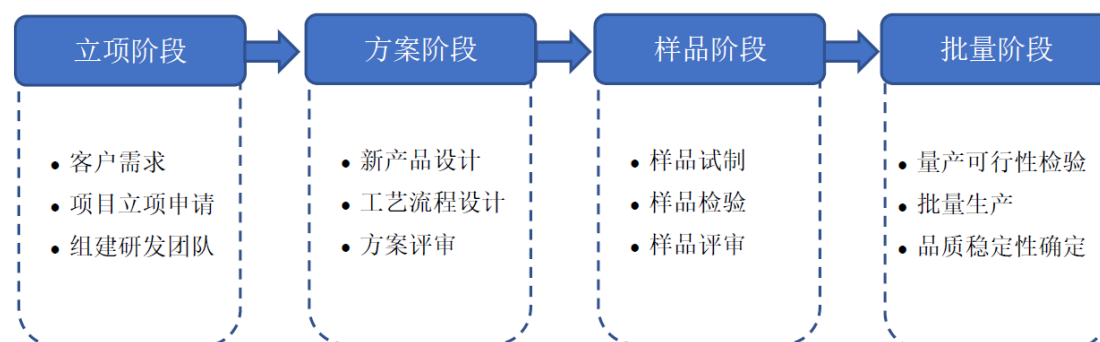 立项阶段
方案阶段
样品阶段
批量阶段
• 客户需求
• 项目立项申请
• 组建研发团队
• 新产品设计
• 工艺流程设计
• 方案评审
• 样品试制
• 样品检验
• 样品评审
• 量产可行性检验
• 批量生产
• 品质稳定性确定